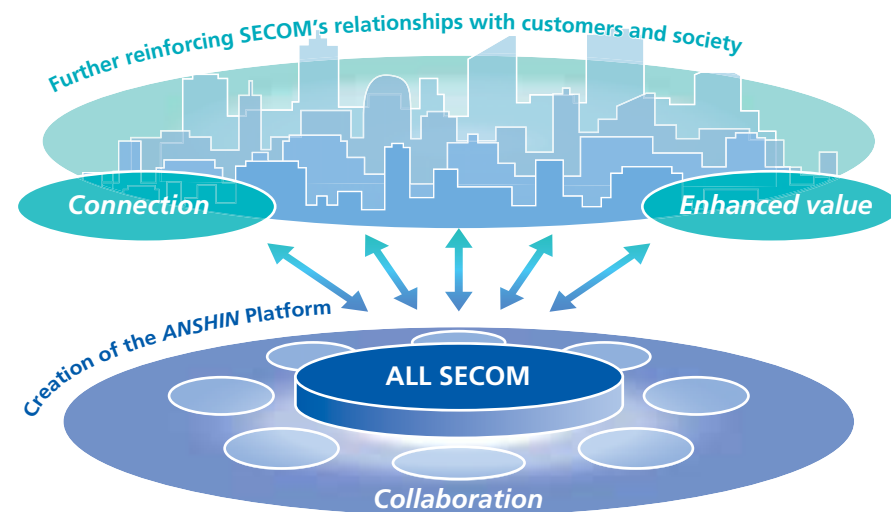 Further reinforcing SECOM's relationships with customers and society
Connection
Enhanced value
Creation of the ANSHIN Platform
ALL SECOM
Collaboration